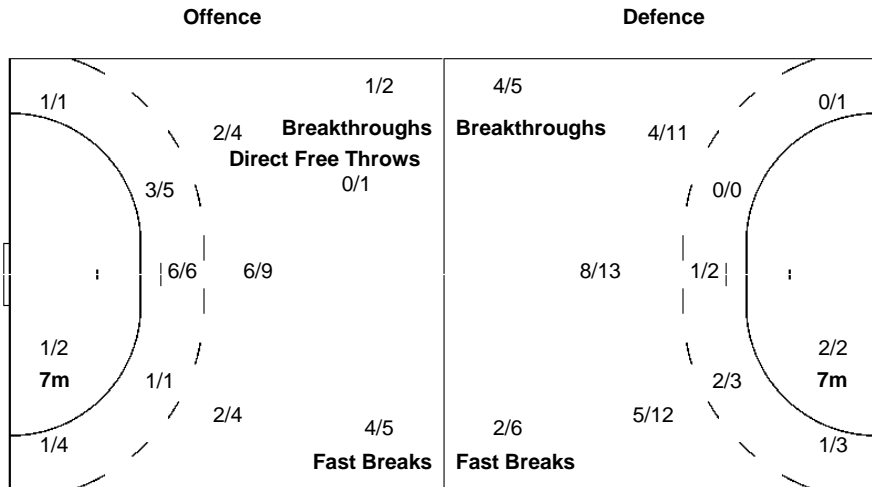 Offence Defence
1/2 4/5
1/1 0/1
2/4 Breakthroughs Breakthroughs 4/11
Direct Free Throws
3/5 0/1 0/0
6/6 6/9 8/13 1/2
1/2 2/2
7m 1/1 2/3 7m
2/4 5/12
4/5 2/6
1/4 1/3
Fast Breaks Fast Breaks